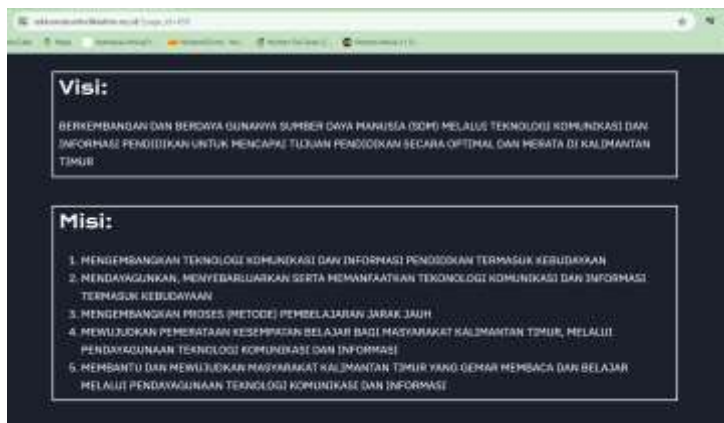 Visi:
BERKEMBANGAN DAN BERDAYA GUNANYA SUMBER DAYA MANUSIA (SDM) MELALUI TEKNOLOGI KOMUNIKASI DAN
INFORMASI PENDIDIKAN UNTUK MENCAPAI TUJUAN PENDIDIKAN SECARA OPTIMAL DAN MERATA DI KALIMANTAN
TIMUR
Misi:
1. MENGEMBANGKAN TEKNOLOGI KOMUNIKASI DAN INFORMASI PENDIDIKAN TERMASUK KEBUDAYAAN
2. MENDAYAGUNKAN, MENYEBARLUARKAN SERTA MEMANFAATKAN TEKONOLOGI KOMUNIKASI DAN INFORMASI
TERMASUK KEBUDAYAAN
3. MENGEMBANGKAN PROSES (METODE) PEMBELAJARAN JARAK JAUH
4. MEWUJUDKAN PEMERATAAN KESEMPATAN BELAJAR BAGI MASYARAKAT KALIMANTAN TIMUR, MELALUI
PENDAYAGUNAAN TEKNOLOGI KOMUNIKASI DAN INFORMASI
5. MEMBANTU DAN MEWUJUDKAN MASYARAKAT KALIMANTAN TIMUR YANG GEMAR MEMBACA DAN BELAJAR
MELALUI PENDAYAGUNAAN TEKNOLOGI KOMUNIKASI DAN INFORMASI